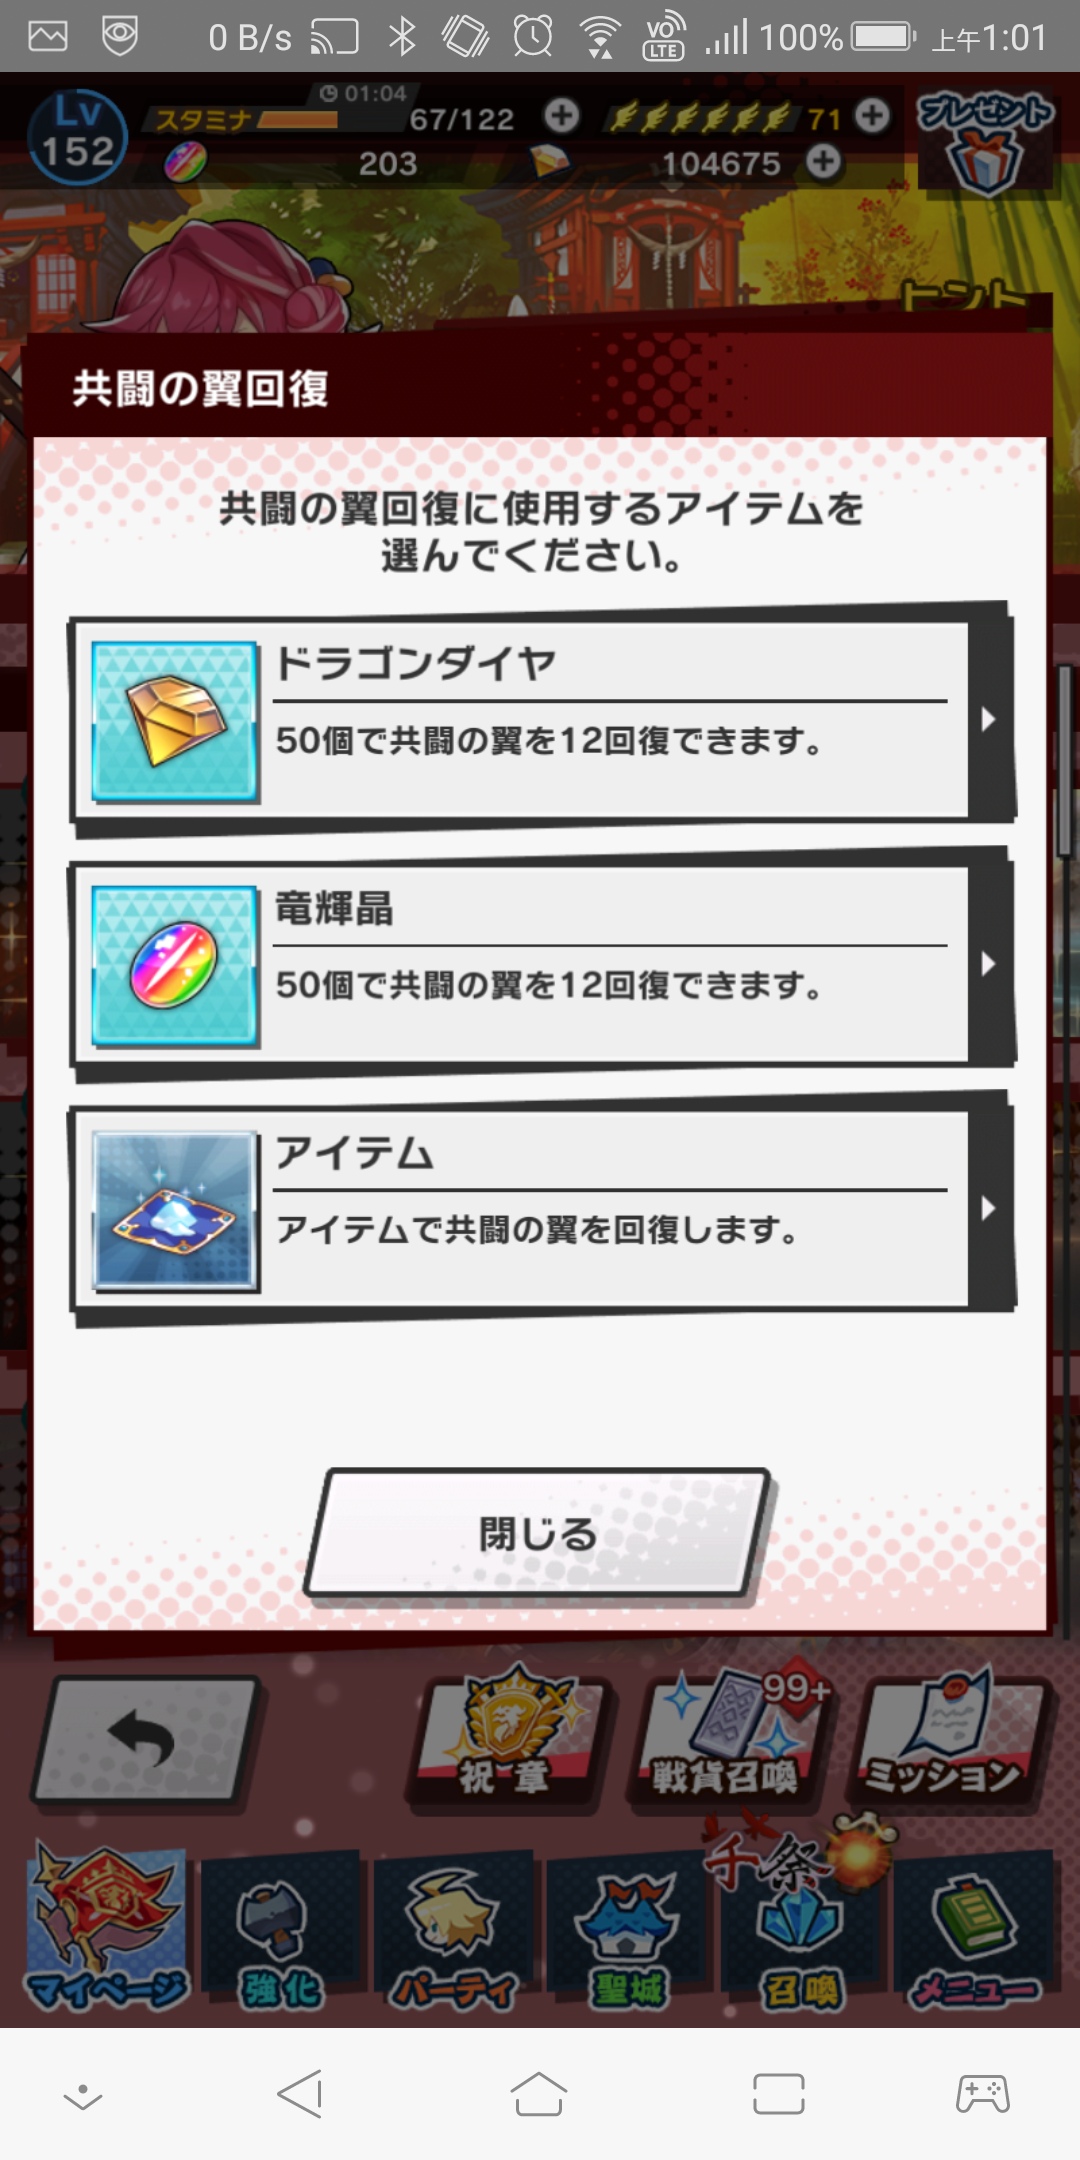 0 B/s
VO LTE
100%
上午1:01
Lv
152
スタミナ
01:04
67/122
71
プレゼント
203
104675
ヒント
共闘の翼回復
共闘の翼回復に使用するアイテムを
選んでください。
ドラゴンダイヤ
50個で共闘の翼を12回復できます。
竜輝晶
50個で共闘の翼を12回復できます。
アイテム
アイテムで共闘の翼を回復します。
閉じる
祝章
99+
戦貨召喚
ミッション
千祭
マイページ
強化
パーティ
聖城
召喚
メニュー